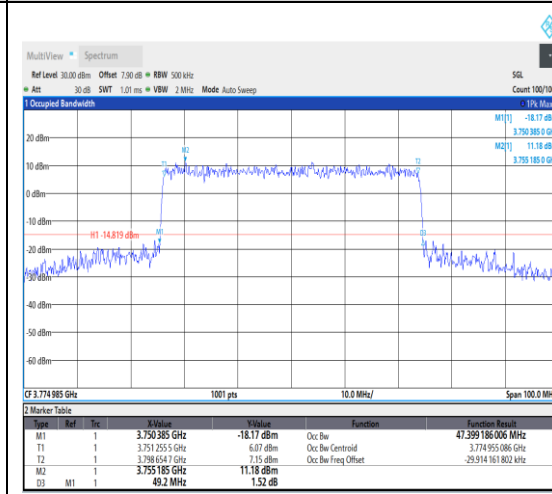 MultiView Spectrum
Ref Level 30.00 dBm Offset 7.90 dB RBW 500 kHz SGL
Att 30 dB SWT 1.01 ms VBW 2 MHz Mode Auto Sweep Count 100/10
1 Occupied Bandwidth 1Pk Max
M1[1] -18.17 dB
3.750 385 0 G
M2[1] 11.18 dB
3.755 185 0 G
20 dBm
M2
T1 T2
10 dBm
0 dBm
-10 dBm
H1 -14.819 dBm
M1 D3
-20 dBm
-30 dBm
-40 dBm
-50 dBm
-60 dBm
CF 3.774 985 GHz 1001 pts 10.0 MHz/ Span 100.0 MH
2 Marker Table
Type Ref Trc X-Value Y-Value Function Function Result
M1 1 3.750 385 GHz -18.17 dBm Occ Bw 47.399 186 006 MHz
T1 1 3.751 255 5 GHz 6.07 dBm Occ Bw Centroid 3.774 955 086 GHz
T2 1 3.798 654 7 GHz 7.15 dBm Occ Bw Freq Offset -29.914 161 802 kHz
M2 1 3.755 185 GHz 11.18 dBm
D3 M1 1 49.2 MHz 1.52 dB